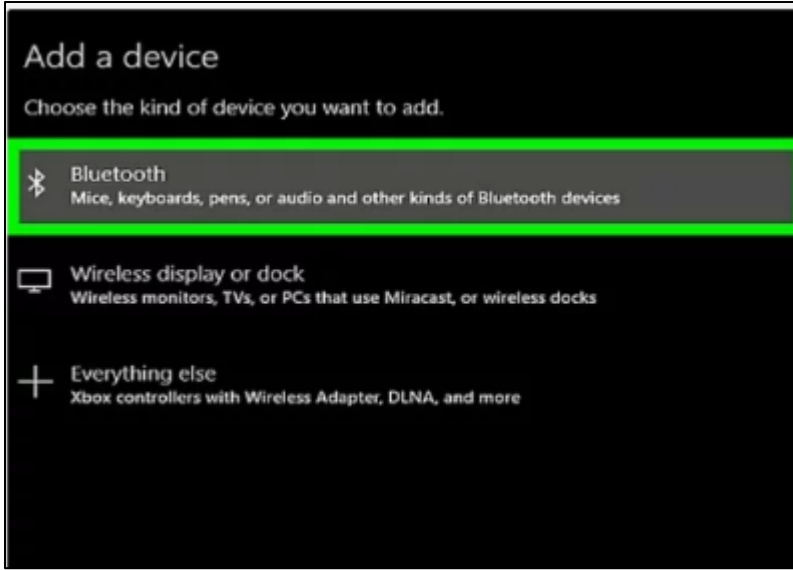 Add a device
Choose the kind of device you want to add.
Bluetooth
Mice, keyboards, pens, or audio and other kinds of Bluetooth devices
Wireless display or dock
Wireless monitors, TVs, or PCs that use Miracast, or wireless docks
Everything else
Xbox controllers with Wireless Adapter, DLNA, and more